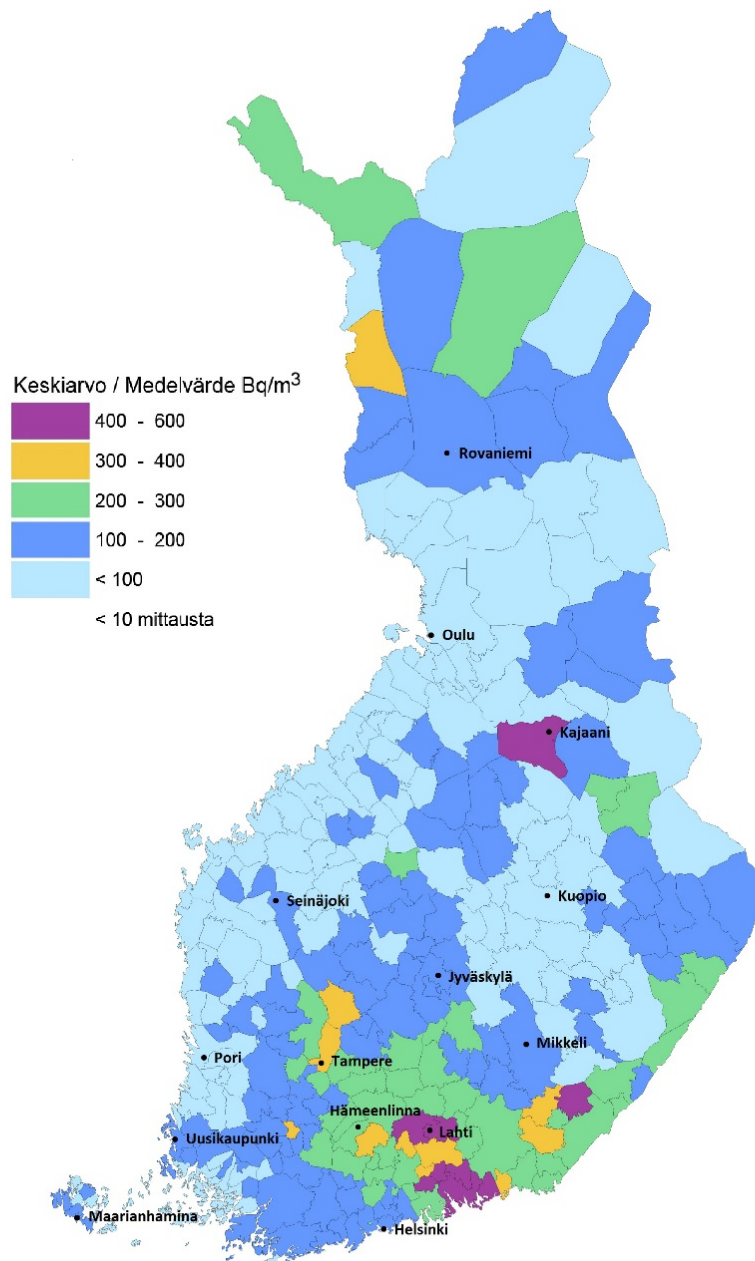 Keskiarvo / Medelvärde Bq/m³
400 - 600
300 - 400
200 - 300
100 - 200
< 100
< 10 mittausta
Rovaniemi
Oulu
Kajaani
Kuopio
Seinäjoki
Jyväskylä
Mikkeli
Pori
Tampere
Hämeenlinna
Lahti
Uusikaupunki
Maarianhamina
Helsinki